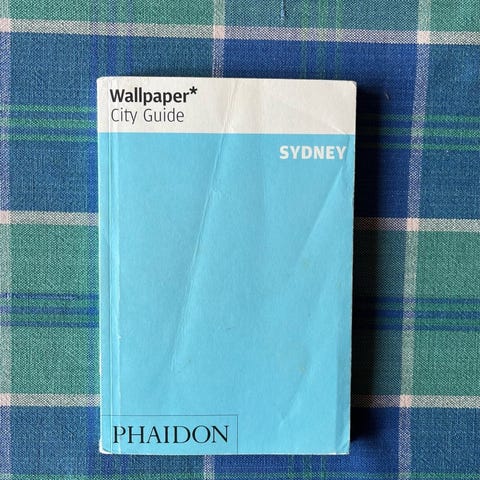 Wallpaper*
City Guide
SYDNEY
PHAIDON